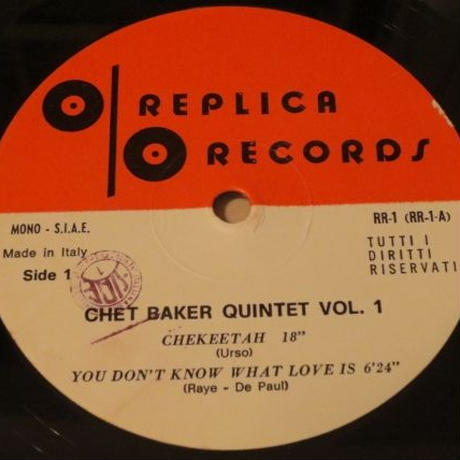 REPLICA
RECORDS
MONO - S.I.A.E.
Made in Italy
Side 1
RR-1 (RR-1-A)
TUTTI I
DIRITTI
RISERVATI
CHET BAKER QUINTET VOL. 1
CHEKEETAH 18"
(Urso)
YOU DON'T KNOW WHAT LOVE IS 6'24"
(Raye - De Paul)